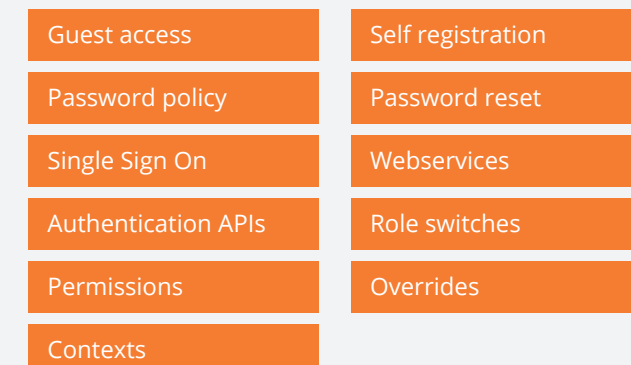 Guest access
Self registration
Password policy
Password reset
Single Sign On
Webservices
Authentication APIs
Role switches
Permissions
Overrides
Contexts